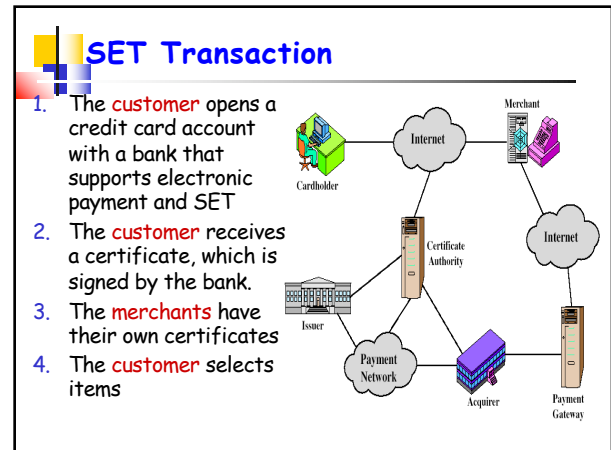 SET Transaction
1. The customer opens a
credit card account
with a bank that
supports electronic
payment and SET
2. The customer receives
a certificate, which is
signed by the bank.
3. The merchants have
their own certificates
4. The customer selects
items
Merchant
Internet
Cardholder
Internet
Certificate
Authority
Issuer
Payment
Network
Acquirer
Payment
Gateway